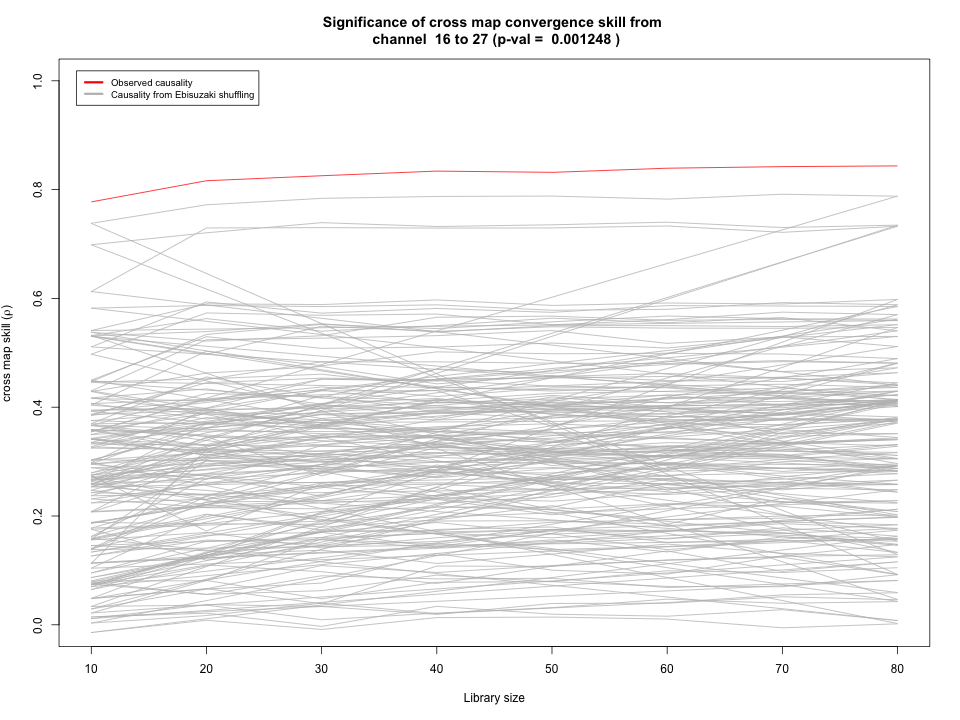 Significance of cross map convergence skill from
channel  16 to 27 (p-val =  0.001248 )
Observed causality
Causality from Ebisuzaki shuffling
cross map skill (ρ)
1.0
0.8
0.6
0.4
0.2
0.0
10 20 30 40 50 60 70 80
Library size